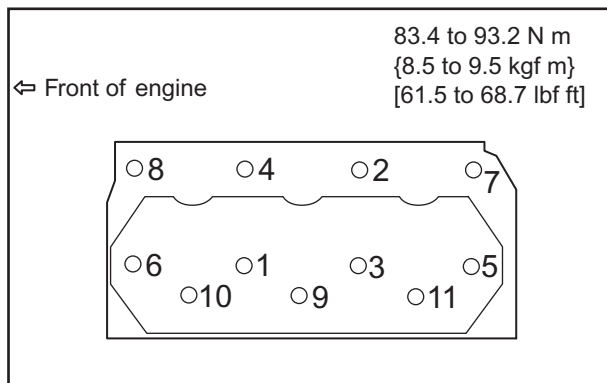 83.4 to 93.2 N m
{8.5 to 9.5 kgf m}
[61.5 to 68.7 lbf ft]
⇦ Front of engine
8 4 2 7
6 1 3 5
10 9 11